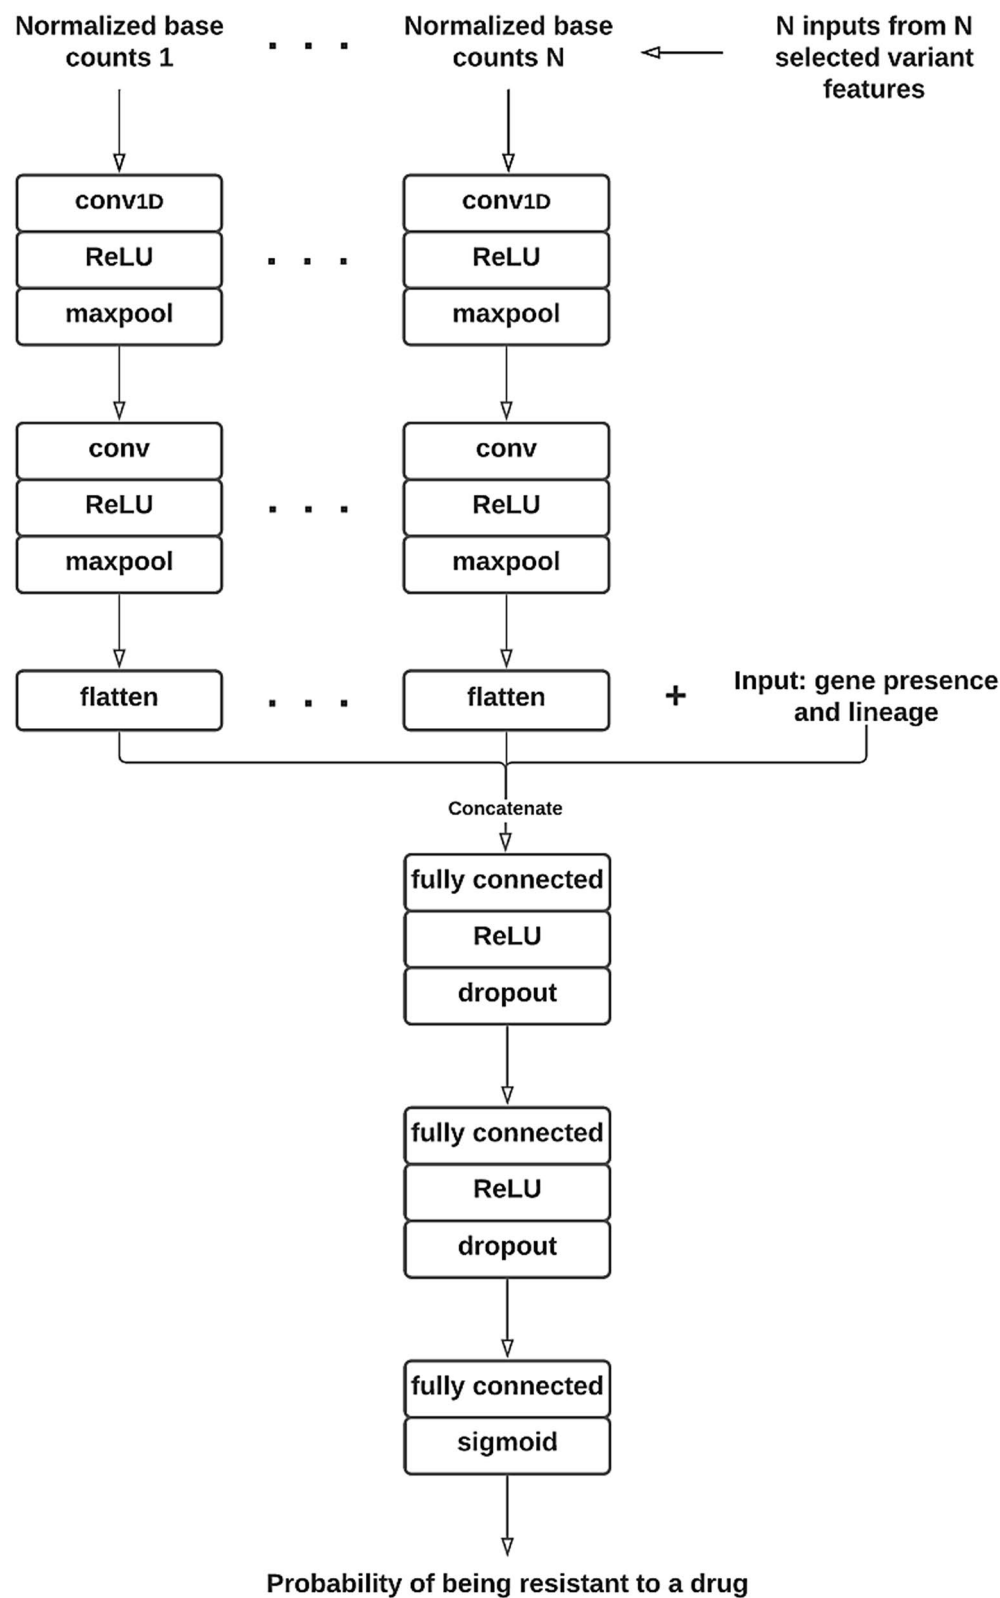 Normalized base
counts 1
. . .
Normalized base
counts N
N inputs from N
selected variant
features
conv1D
ReLU
maxpool
. . .
conv1D
ReLU
maxpool
conv
ReLU
maxpool
. . .
conv
ReLU
maxpool
flatten
. . .
flatten
+
Input: gene presence
and lineage
Concatenate
fully connected
ReLU
dropout
fully connected
ReLU
dropout
fully connected
sigmoid
Probability of being resistant to a drug